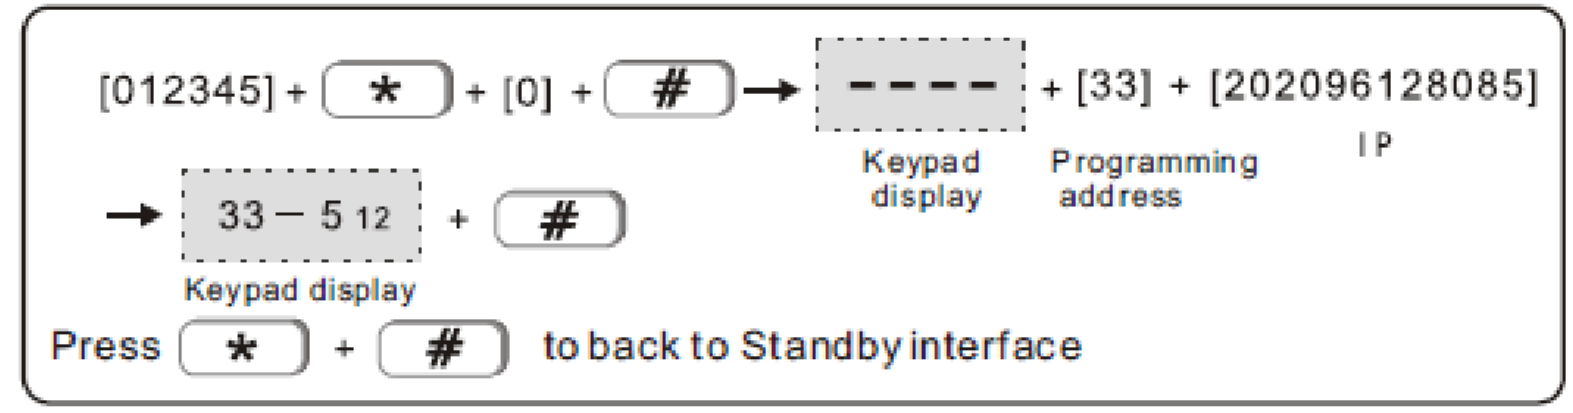 [012345] + * + [0] + # → ---- + [33] + [202096128085]
Keypad display Programming address IP
→ 33 — 5 12 + #
Keypad display
Press * + # to back to Standby interface